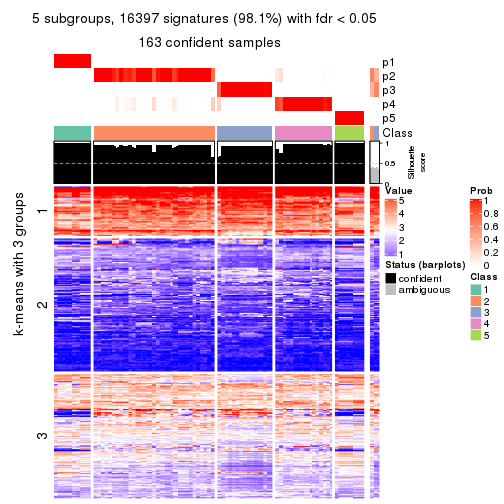 5 subgroups, 16397 signatures (98.1%) with fdr < 0.05
163 confident samples
p1
p2
p3
p4
p5
Class
1
0.5
0
Silhouette
score
k-means with 3 groups
1
2
3
Value
5
4
3
2
1
Prob
1
0.8
0.6
0.4
0.2
0
Status (barplots)
confident
ambiguous
Class
1
2
3
4
5